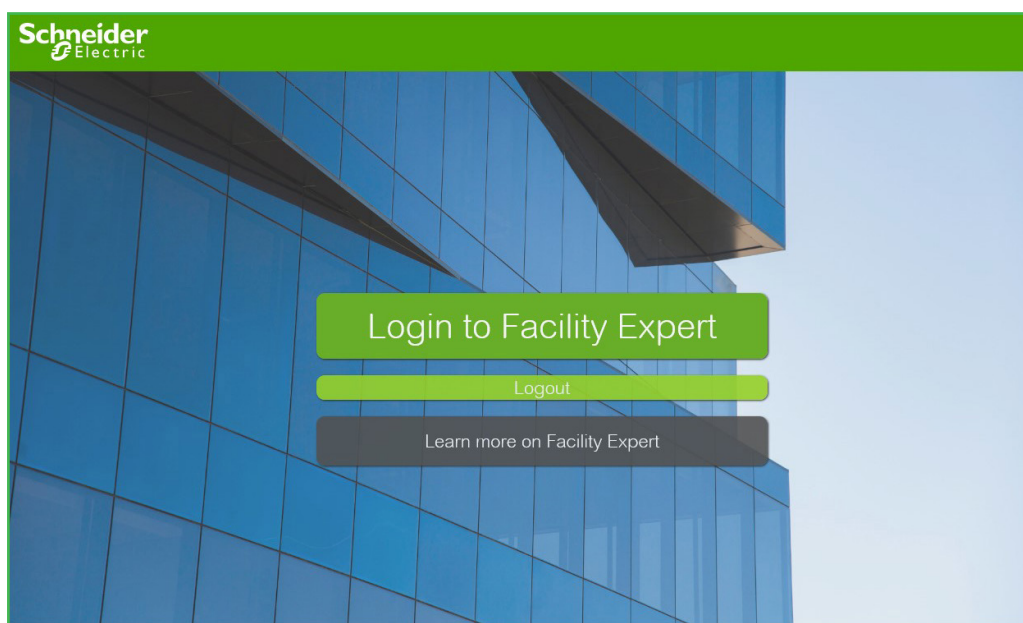 Schneider
Electric
Login to Facility Expert
Logout
Learn more on Facility Expert